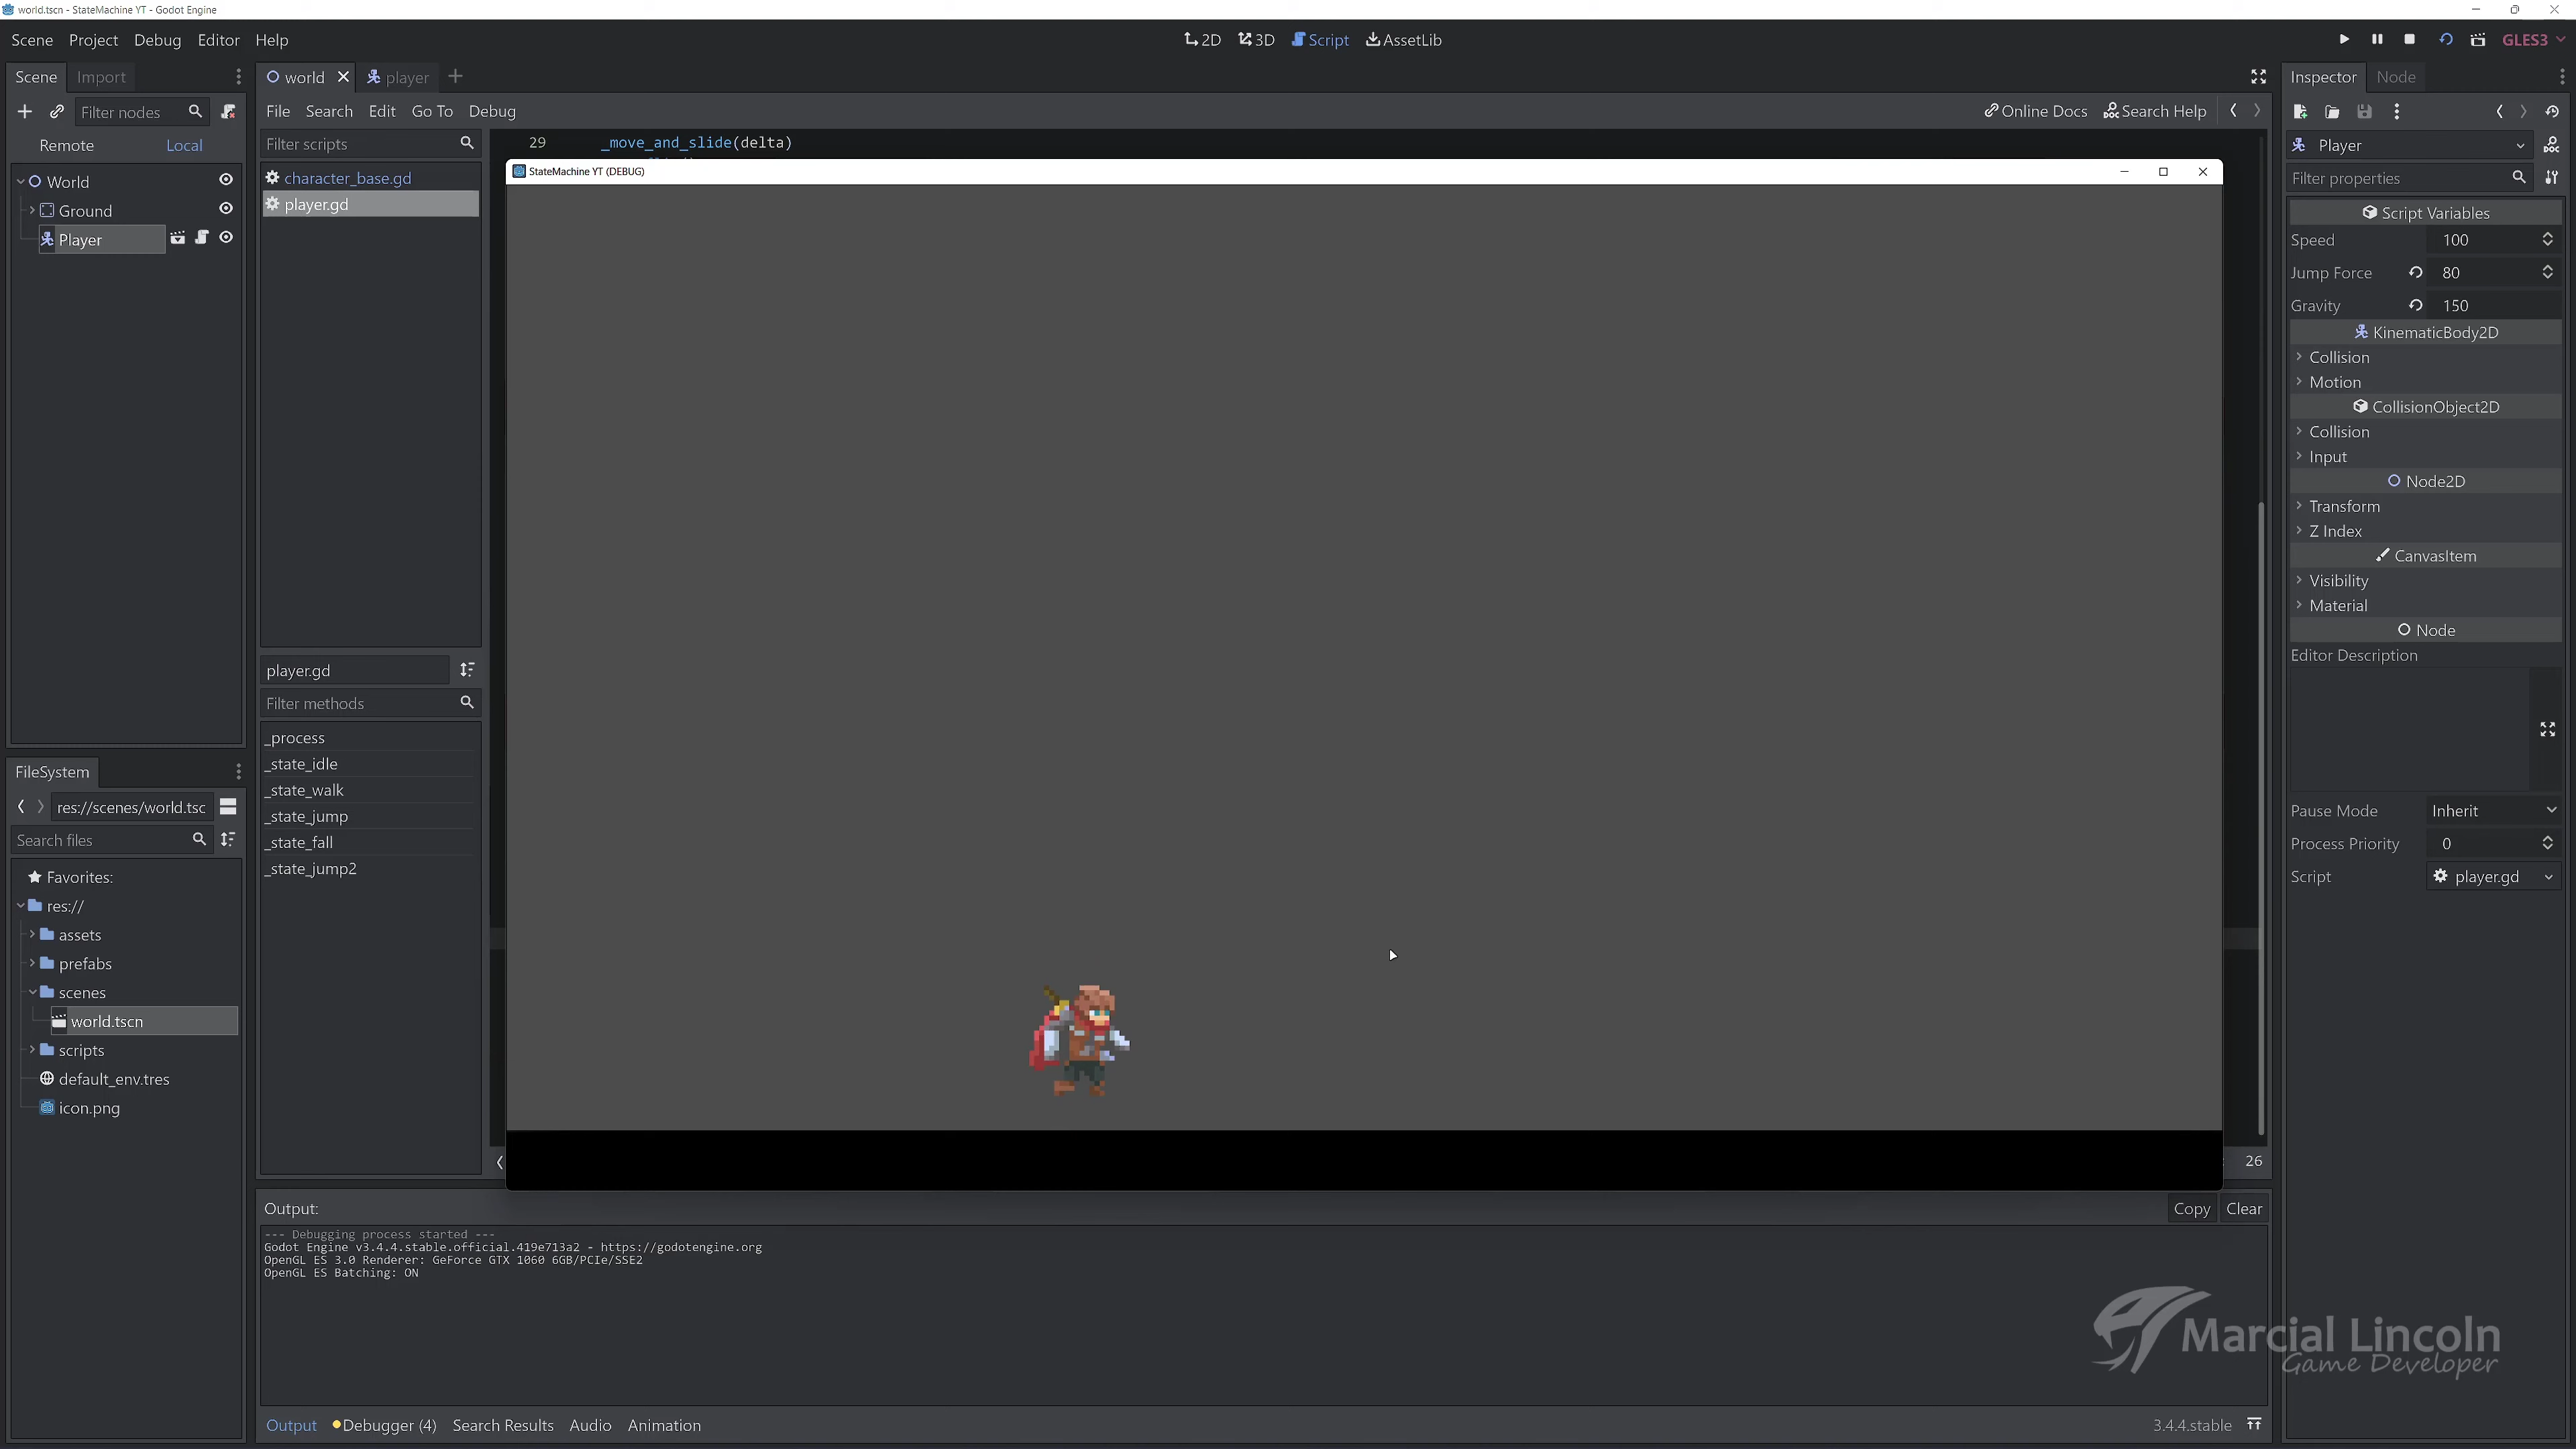 world.tscn - StateMachine YT - Godot Engine
Scene Project Debug Editor Help
2D 3D Script AssetLib
GLES3
Scene Import
world player
Inspector Node
Filter nodes
File Search Edit Go To Debug
Online Docs Search Help
Remote Local
Filter scripts
29 _move_and_slide(delta)
Player
StateMachine YT (DEBUG)
Filter properties
World
Ground
Player
character_base.gd
player.gd
Script Variables
Speed 100
Jump Force 80
Gravity 150
KinematicBody2D
Collision
Motion
CollisionObject2D
Collision
Input
Node2D
Transform
Z Index
CanvasItem
Visibility
Material
Node
Editor Description
Pause Mode Inherit
Process Priority 0
Script player.gd
player.gd
Filter methods
_process
_state_idle
_state_walk
_state_jump
_state_fall
_state_jump2
FileSystem
res://scenes/world.tsc
Search files
Favorites:
res://
assets
prefabs
scenes
world.tscn
scripts
default_env.tres
icon.png
26
Output:
Copy Clear
--- Debugging process started ---
Godot Engine v3.4.4.stable.official.419e713a2 - https://godotengine.org
OpenGL ES 3.0 Renderer: GeForce GTX 1060 6GB/PCIe/SSE2
OpenGL ES Batching: ON
Marcial Lincoln
Game Developer
Output Debugger (4) Search Results Audio Animation
3.4.4.stable